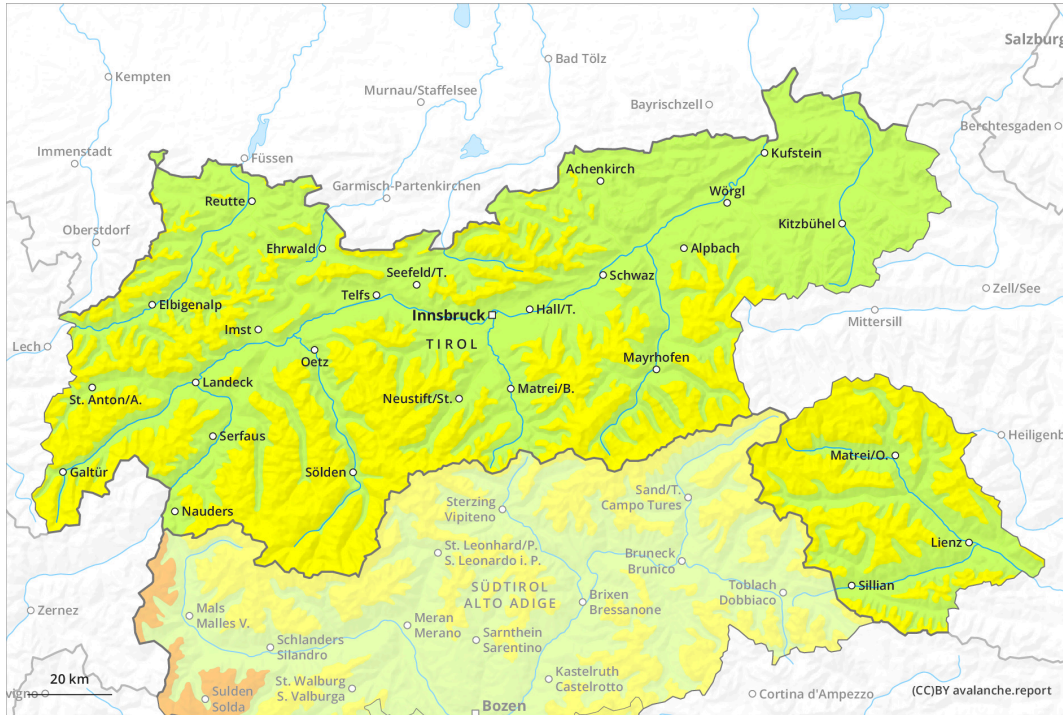 Salzburg
Kempten
Bad Tölz
Murnau/Staffelsee
Bayrischzell
Berchtesgaden
Immenstadt
Füssen
Kufstein
Achenkirch
Garmisch-Partenkirchen
Reutte
Wörgl
Oberstdorf
Kitzbühel
Ehrwald
Alpbach
Seefeld/T.
Schwaz
Telfs
Zell/See
Elbigenalp
Innsbruck
Hall/T.
Mittersill
Imst
TIROL
Lech
Oetz
Mayrhofen
Landeck
St. Anton/A.
Neustift/St.
Matrei/B.
Serfaus
Heiligenb
Matrei/O.
Galtür
Sölden
Sand/T.
Campo Tures
Sterzing
Vipiteno
Nauders
Lienz
St. Leonhard/P.
S. Leonardo i. P.
Bruneck
Brunico
Sillian
SÜDTIROL
ALTO ADIGE
Toblach
Dobbiaco
Brixen
Bressanone
Zernez
Mals
Malles V.
Meran
Merano
Schlanders
Silandro
Sarnthein
Sarentino
Kastelruth
Castelrotto
St. Walburg
S. Valburga
20 km
vigno
Sulden
Solda
Cortina d'Ampezzo
(CC)BY avalanche.report
Bozen